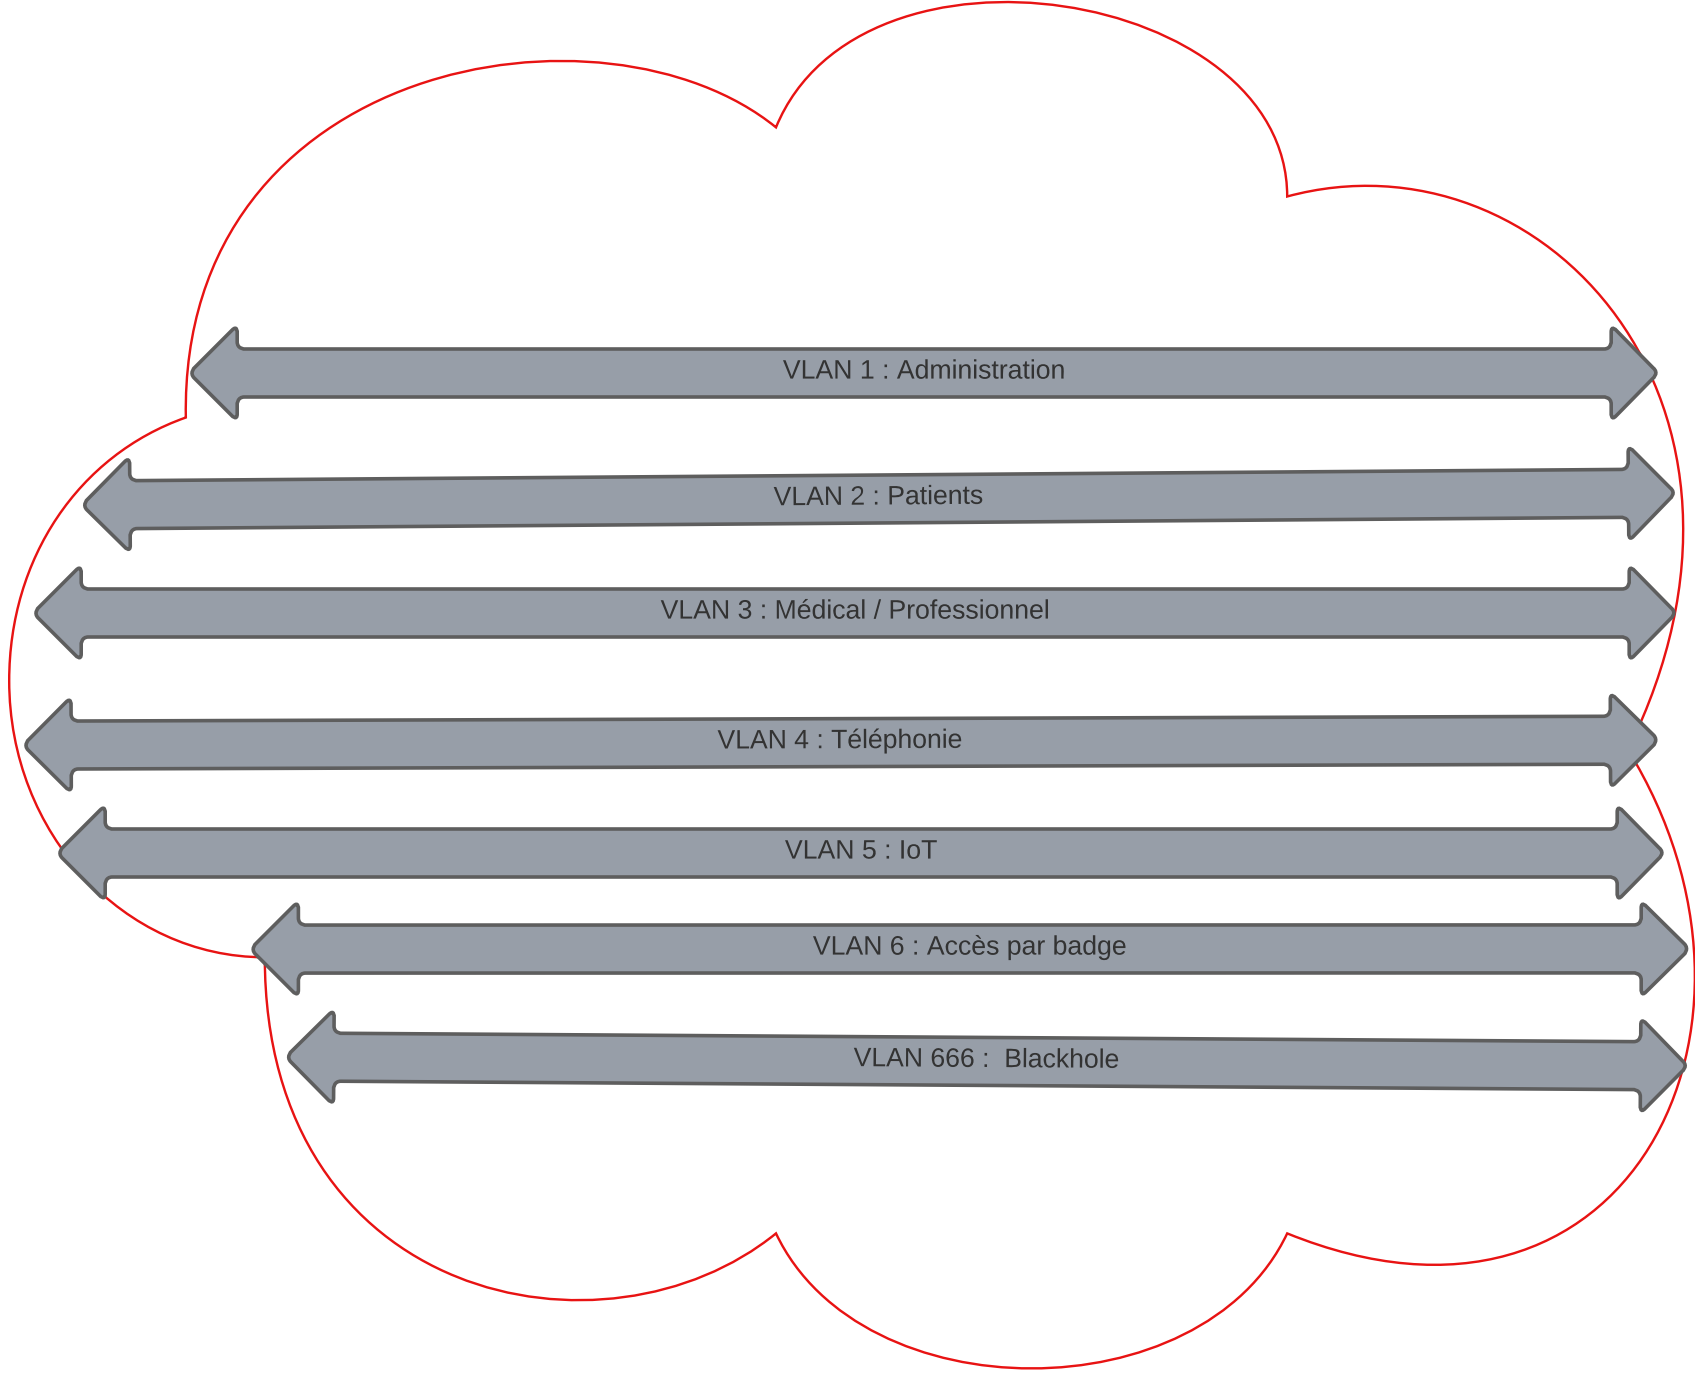 VLAN 1 : Administration
VLAN 2 : Patients
VLAN 3 : Médical / Professionnel
VLAN 4 : Téléphonie
VLAN 5 : IoT
VLAN 6 : Accès par badge
VLAN 666 :  Blackhole